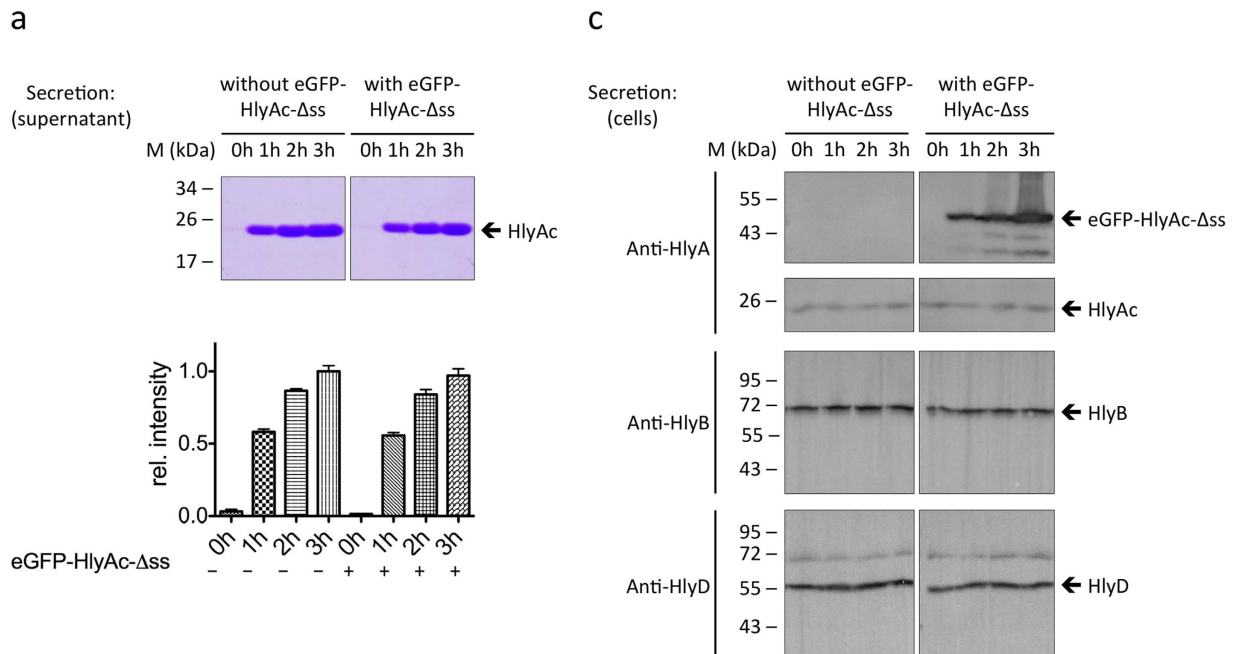 a
Secretion:
(supernatant)
without eGFP-
HlyAc-Δss
with eGFP-
HlyAc-Δss
M (kDa)
0h 1h 2h 3h
0h 1h 2h 3h
34 –
26 –
17 –
HlyAc
rel. intensity
1.0
0.5
0.0
0h 1h 2h 3h 0h 1h 2h 3h
eGFP-HlyAc-Δss
– – – – + + + +
c
Secretion:
(cells)
without eGFP-
HlyAc-Δss
with eGFP-
HlyAc-Δss
M (kDa)
0h 1h 2h 3h
0h 1h 2h 3h
Anti-HlyA
55 –
43 –
eGFP-HlyAc-Δss
26 –
HlyAc
Anti-HlyB
95 –
72 –
55 –
43 –
HlyB
Anti-HlyD
95 –
72 –
55 –
43 –
HlyD